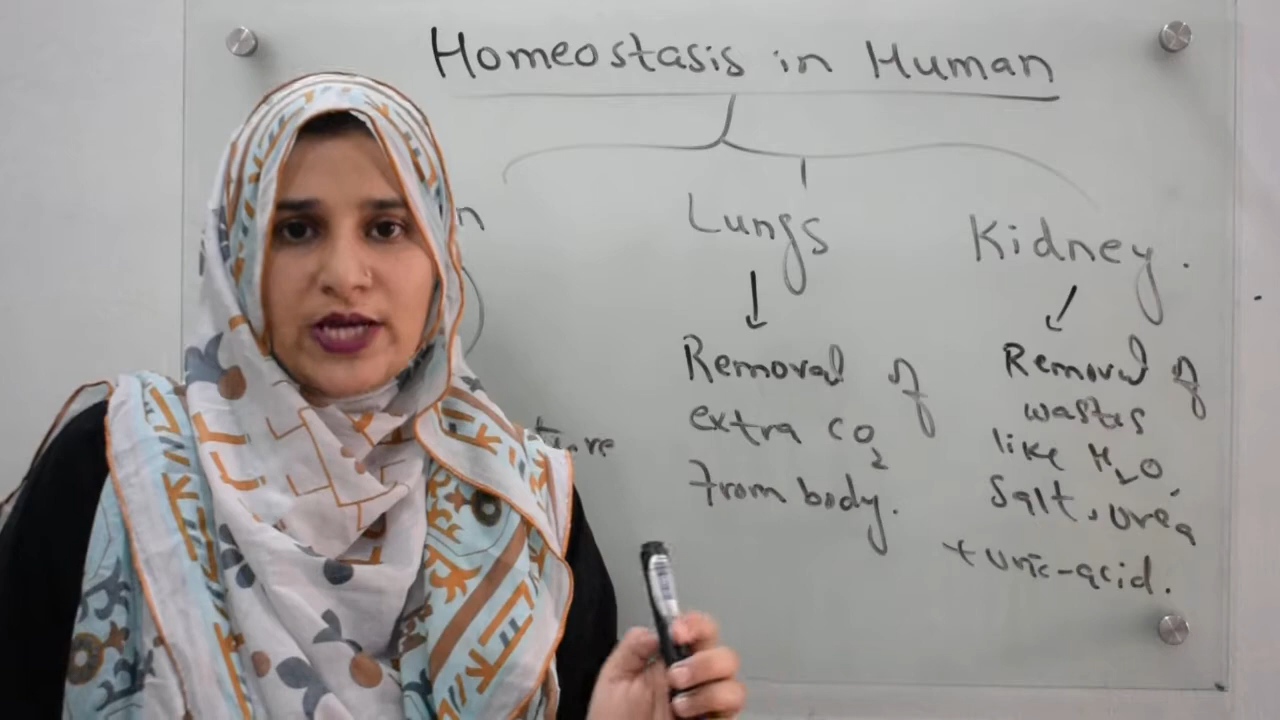 Homeostasis in Human
Lungs
Removal of
extra CO2
from body.
Kidney.
Removal of
wastes
like H2O,
Salt, urea
+ uric-acid.